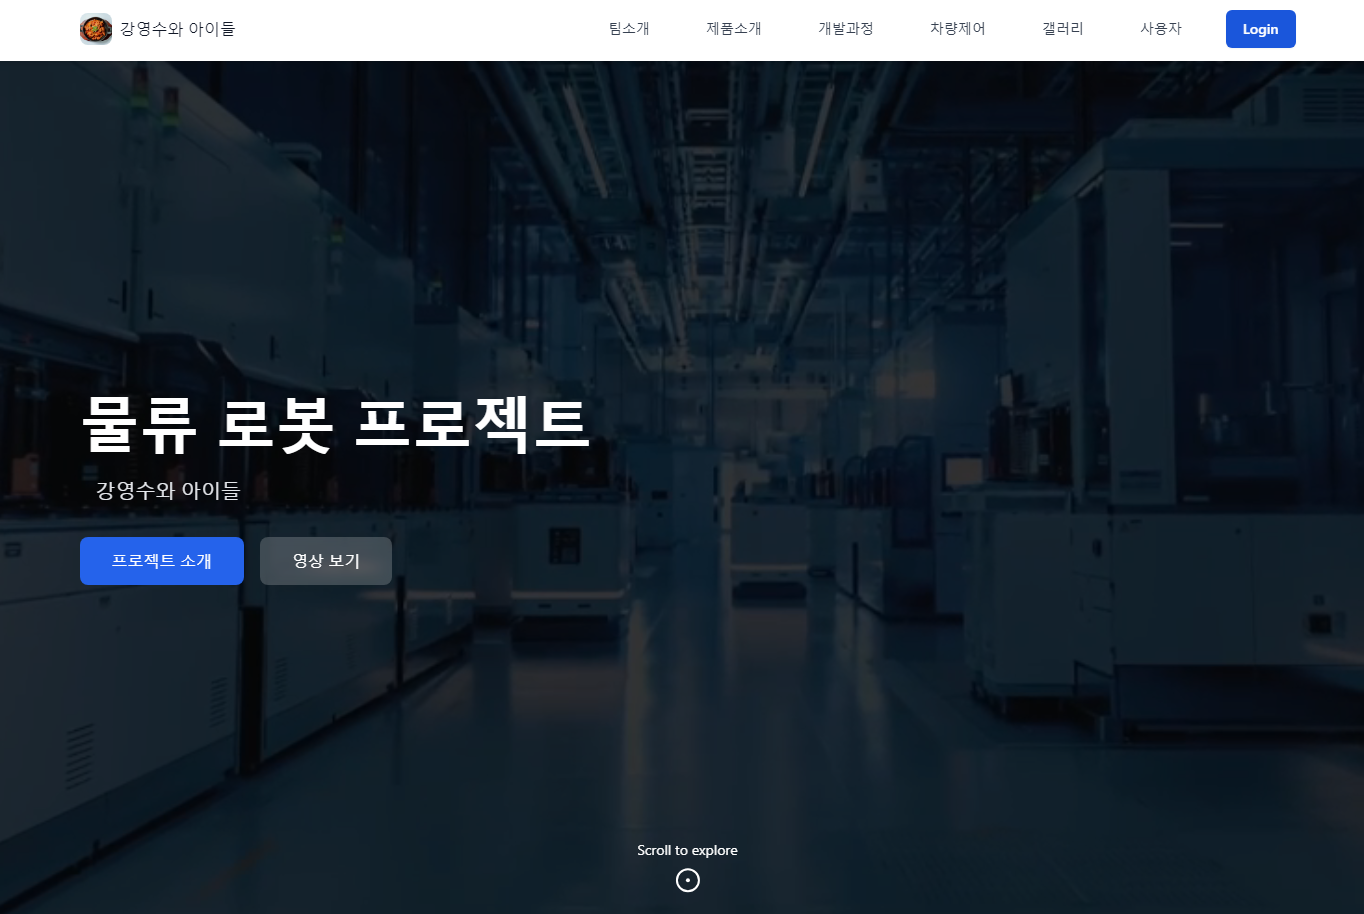 강영수와 아이들
팀소개 제품소개 개발과정 차량제어 갤러리 사용자 Login
물류 로봇 프로젝트
강영수와 아이들
프로젝트 소개 영상 보기
Scroll to explore